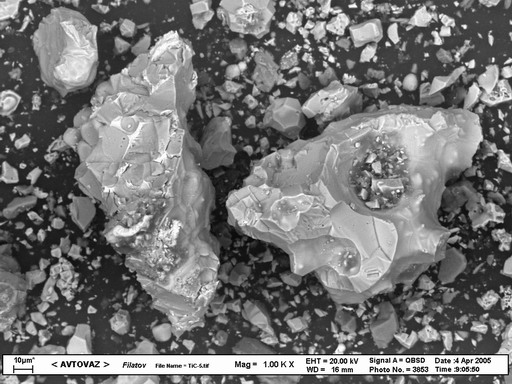 10µm*
< AVTOVAZ > Filatov File Name = TiC-5.tif Mag = 1.00 K X EHT = 20.00 kV Signal A = QBSD Date :4 Apr 2005
WD = 16 mm Photo No. = 3853 Time :9:05:50